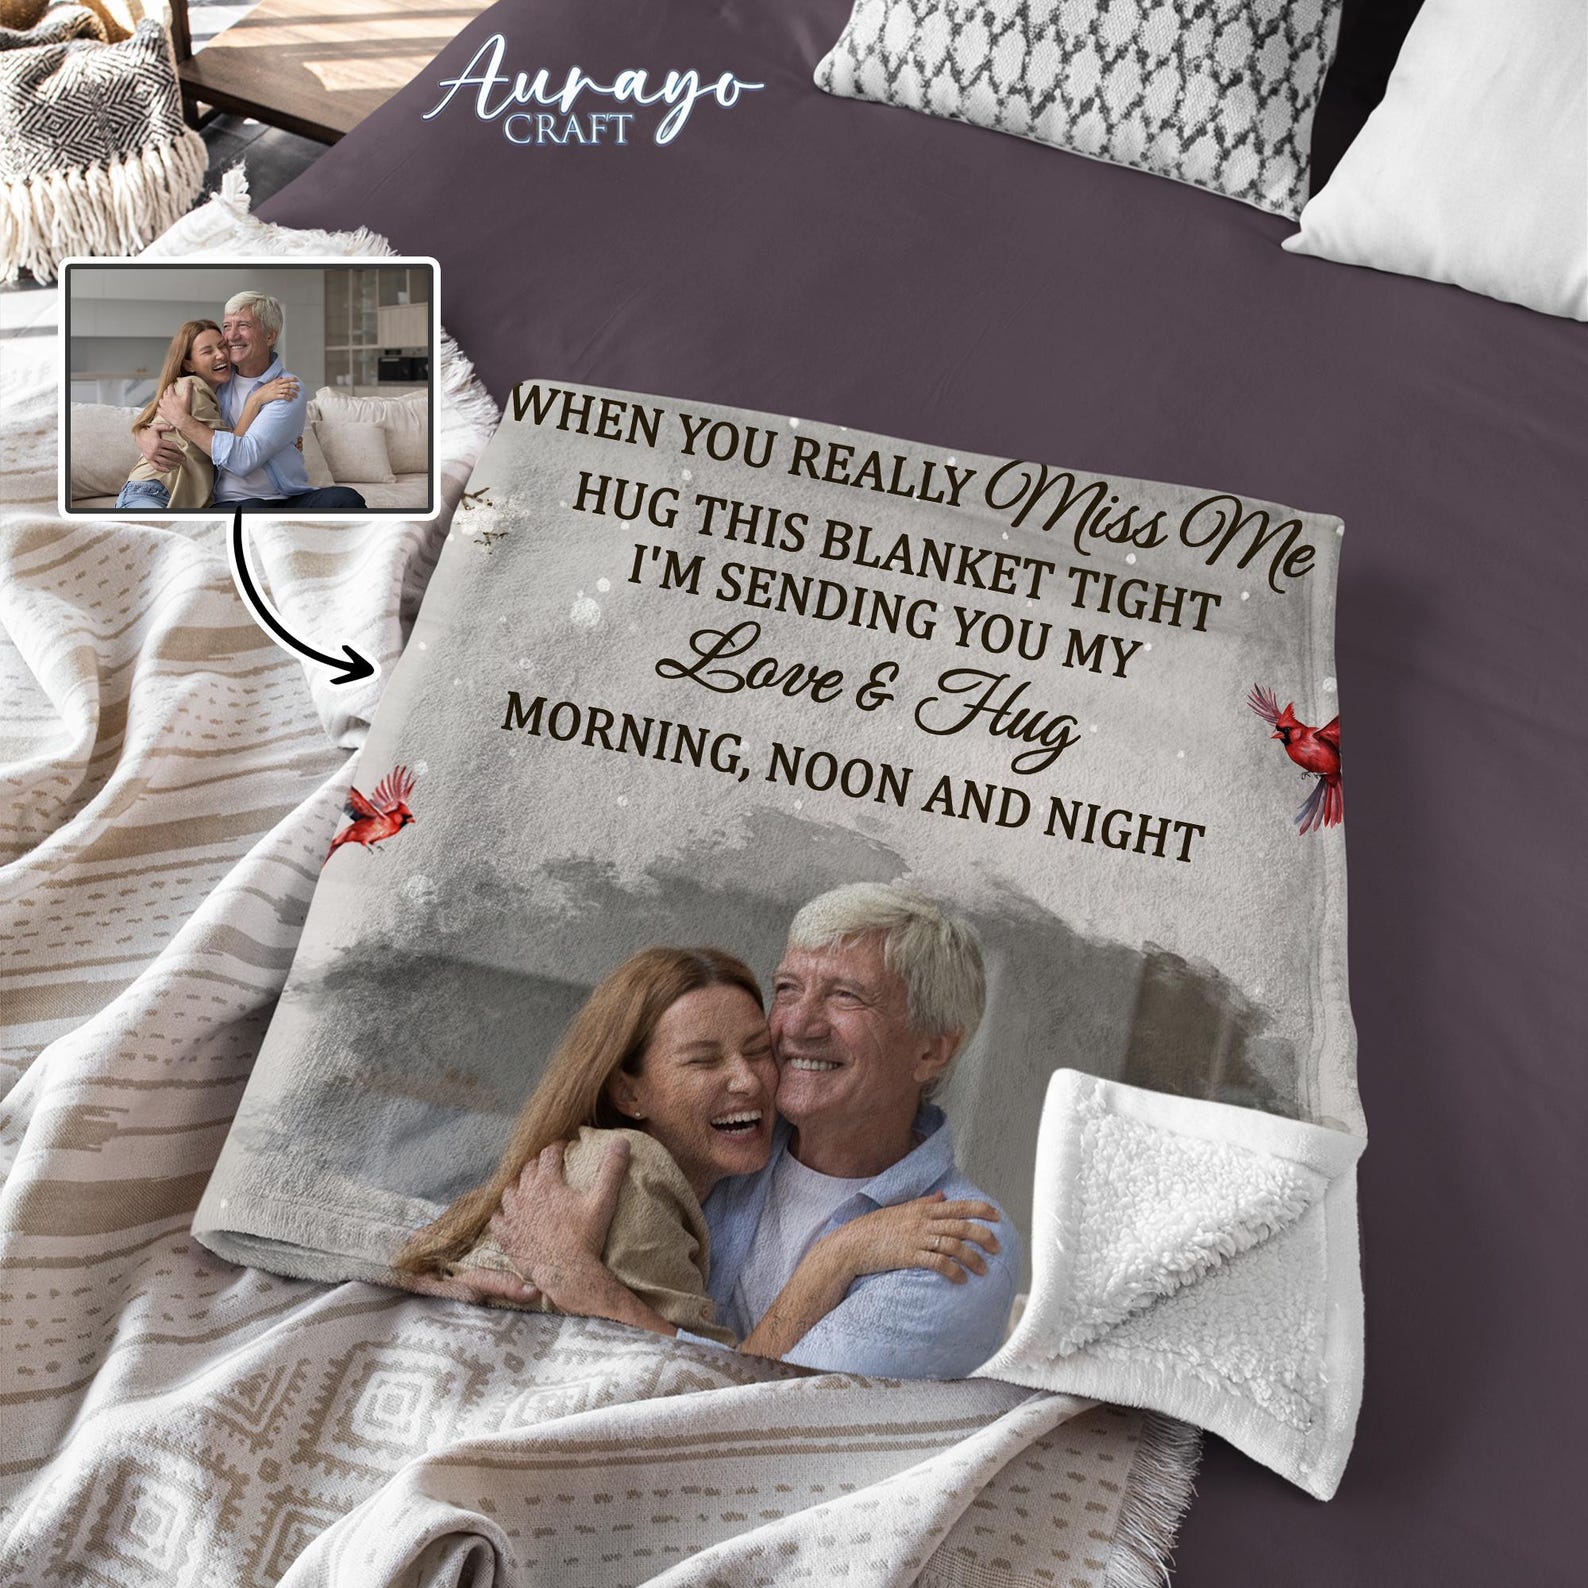 Aurayo
CRAFT
WHEN YOU REALLY Miss Me
HUG THIS BLANKET TIGHT
I'M SENDING YOU MY
Love & Hug
MORNING, NOON AND NIGHT